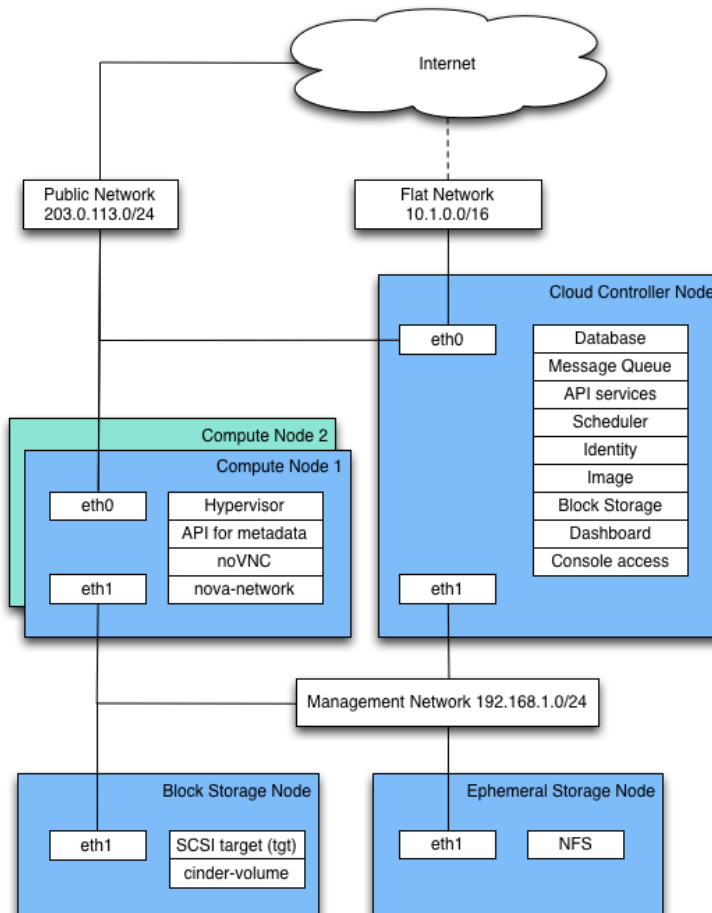 Internet
Public Network
203.0.113.0/24
Flat Network
10.1.0.0/16
Cloud Controller Node
eth0
Database
Message Queue
API services
Scheduler
Identity
Image
Block Storage
Dashboard
Console access
eth1
Compute Node 2
Compute Node 1
eth0
Hypervisor
API for metadata
noVNC
nova-network
eth1
Management Network 192.168.1.0/24
Block Storage Node
eth1
SCSI target (tgt)
cinder-volume
Ephemeral Storage Node
eth1
NFS